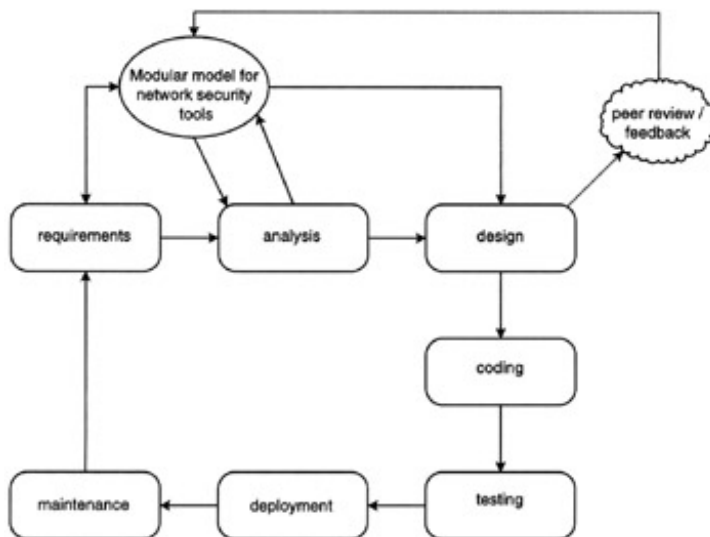 Modular model for
network security
tools
peer review /
feedback
requirements
analysis
design
coding
maintenance
deployment
testing